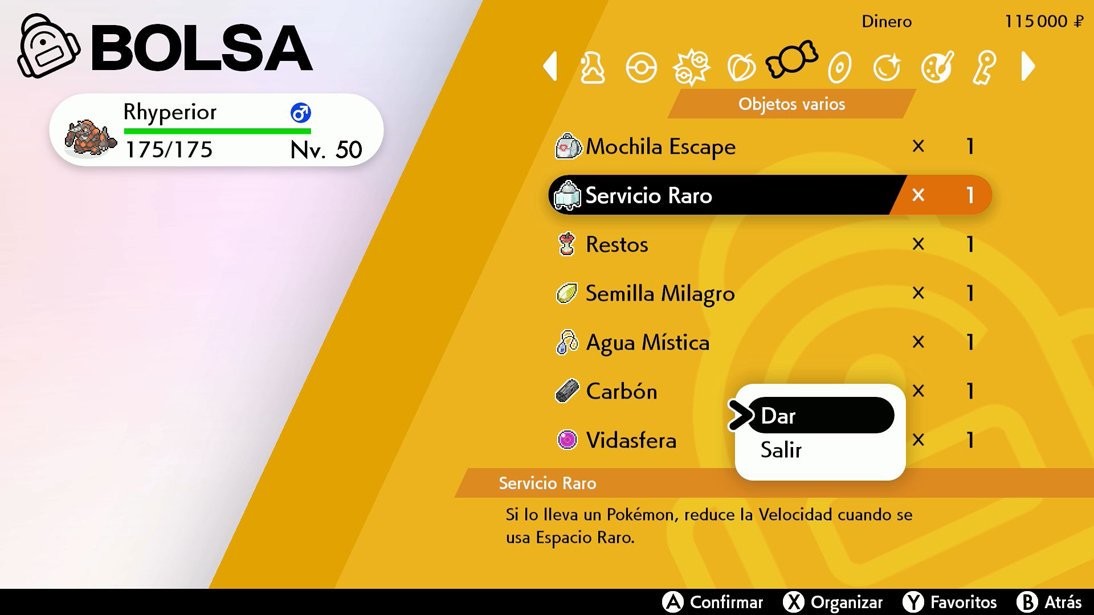 BOLSA
Dinero 115 000 ₽
Rhyperior ♂
175/175 Nv. 50
Objetos varios
Mochila Escape × 1
Servicio Raro × 1
Restos × 1
Semilla Milagro × 1
Agua Mística × 1
Carbón × 1
Vidasfera × 1
Dar
Salir
Servicio Raro
Si lo lleva un Pokémon, reduce la Velocidad cuando se
usa Espacio Raro.
A Confirmar X Organizar Y Favoritos B Atrás